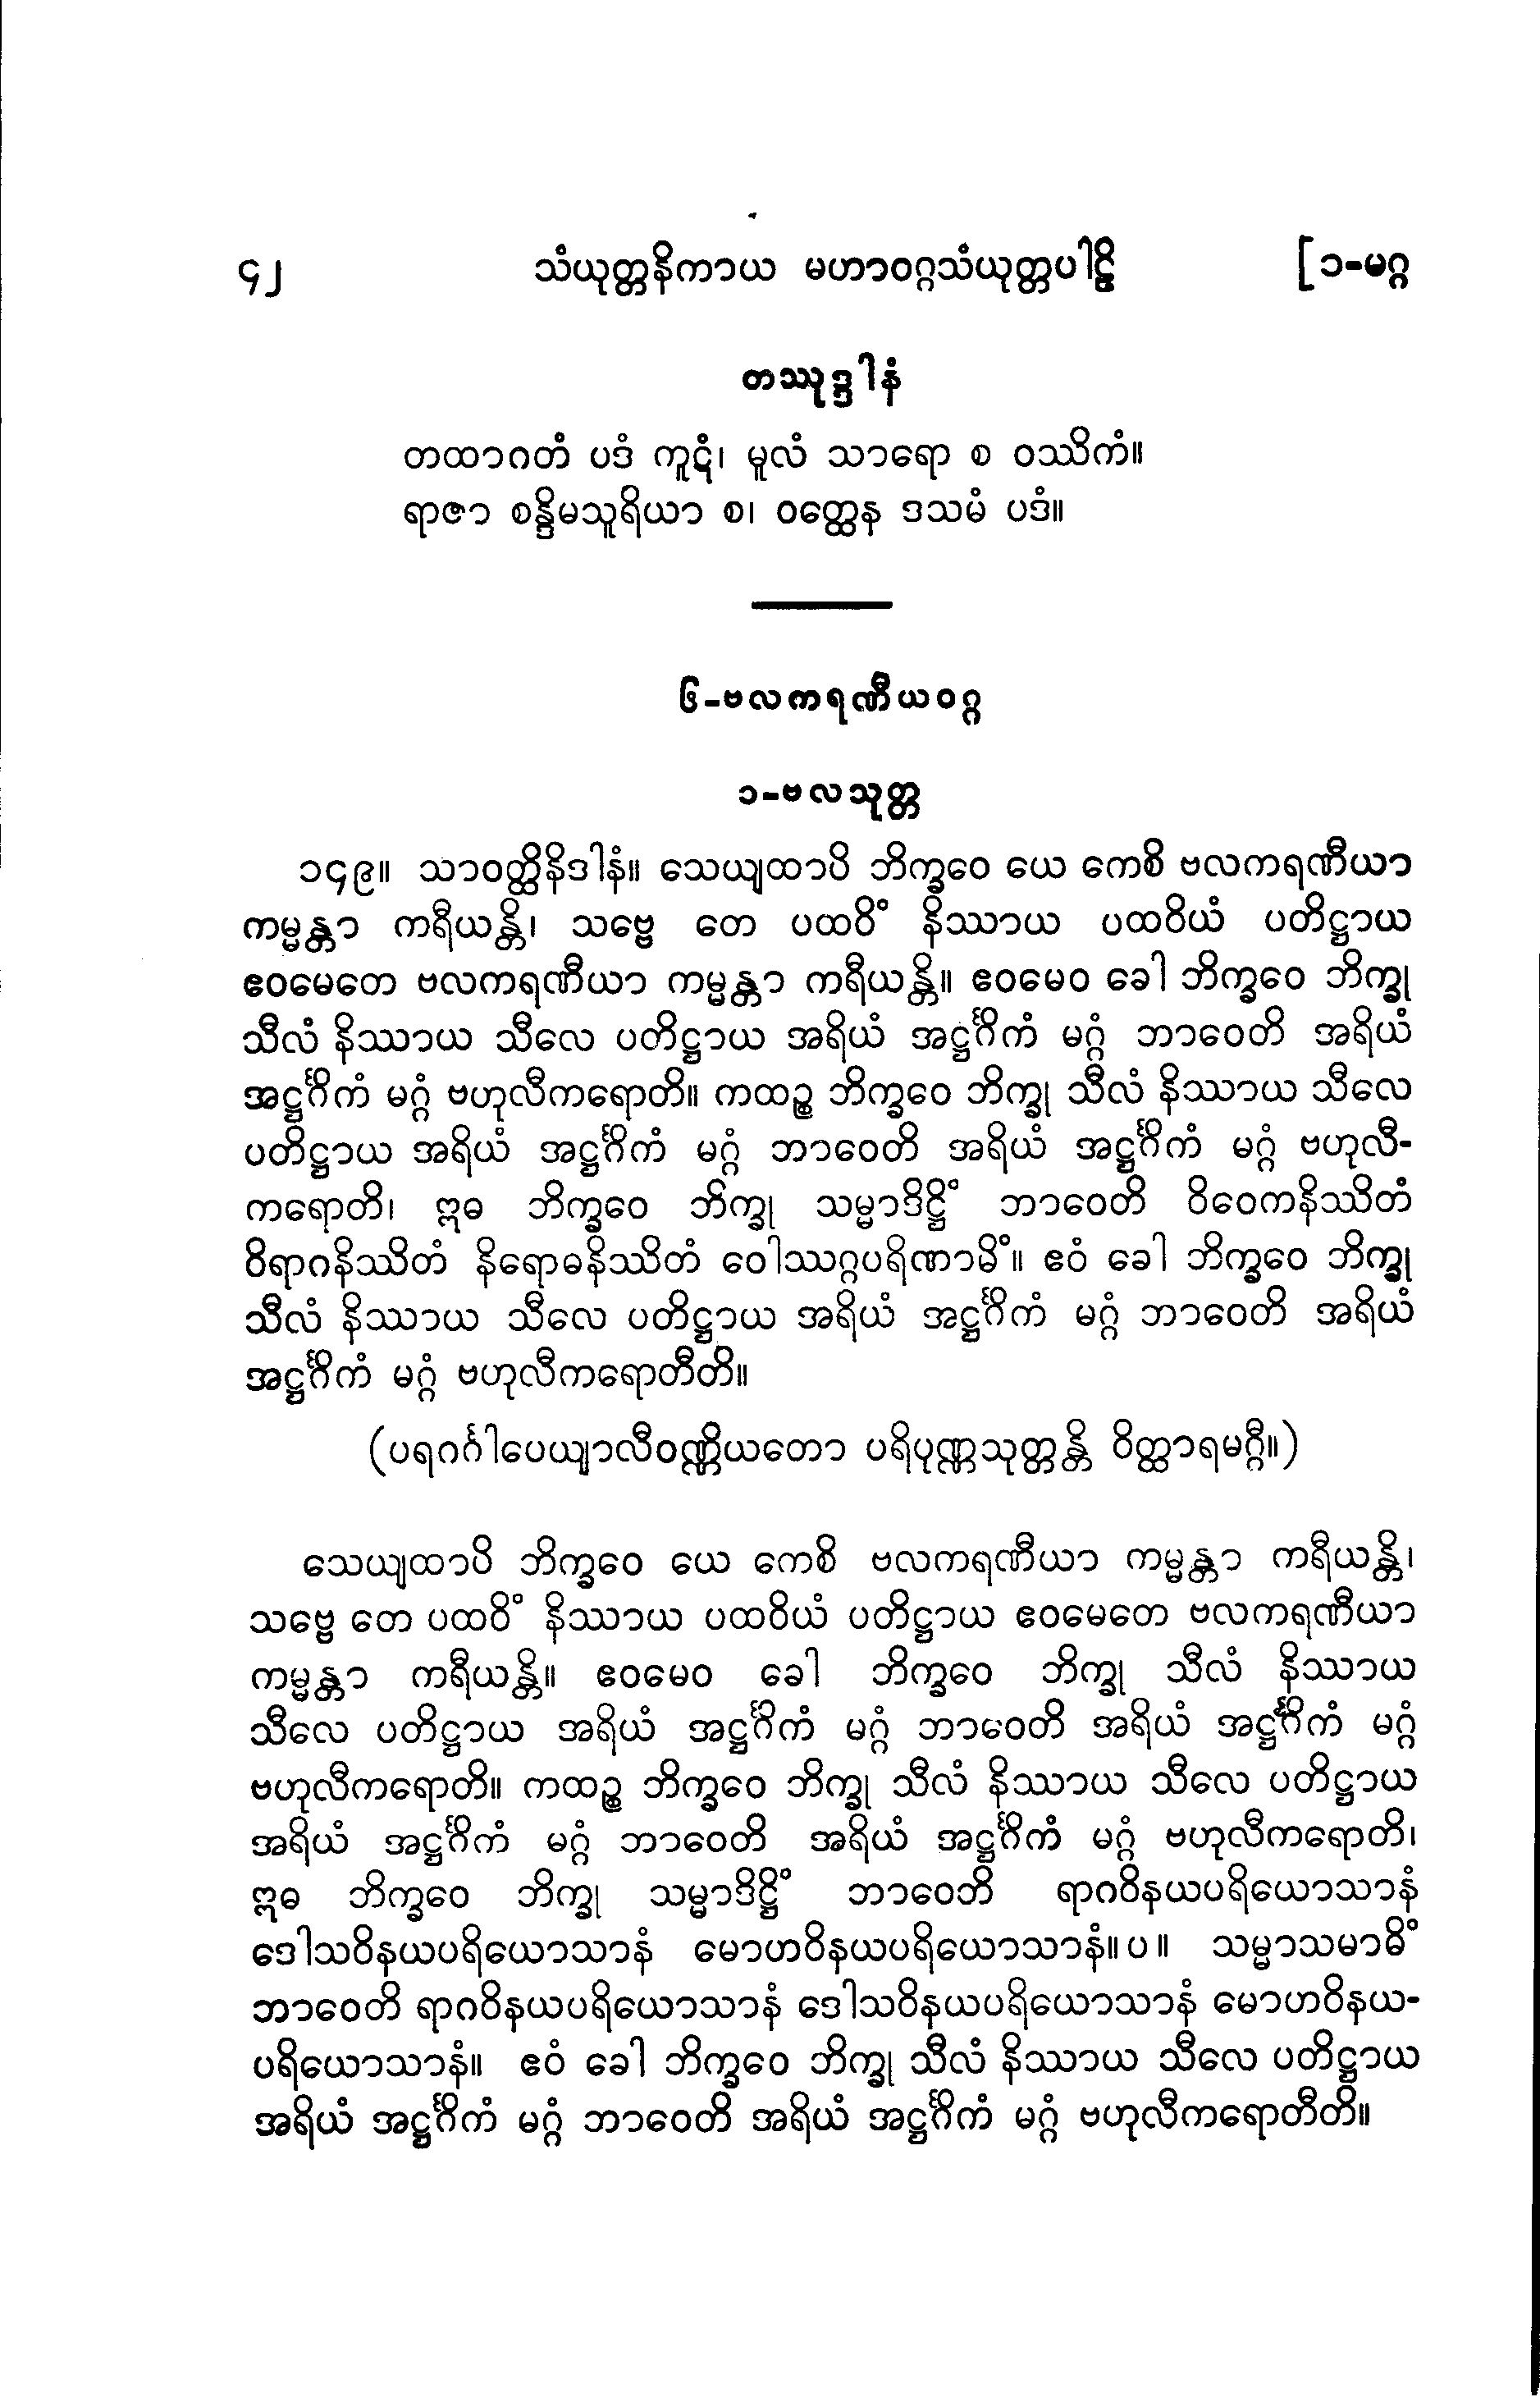 ၄၂ သံယုတ္တနိကာယ မဟာဝဂ္ဂသံယုတ္တပါဠိ [၁-မဂ္ဂ
တဿုဒ္ဒါနံ
တထာဂတံ ပဒံ ကူဋံ၊ မူလံ သာရော စ ဝဿိကံ။
ရာဇာ စန္ဒိမသူရိယာ စ၊ ဝတ္ထေန ဒသမံ ပဒံ။
၆-ဗလကရဏီယဝဂ္ဂ
၁-ဗလသုတ္တ
၁၄၉။ သာဝတ္ထိနိဒါနံ။ သေယျထာပိ ဘိက္ခဝေ ယေ ကေစိ ဗလကရဏီယာ
ကမ္မန္တာ ကရီယန္တိ၊ သဗ္ဗေ တေ ပထဝိံ နိဿာယ ပထဝိယံ ပတိဋ္ဌာယ
ဧဝမေတေ ဗလကရဏီယာ ကမ္မန္တာ ကရီယန္တိ။ ဧဝမေဝ ခေါ ဘိက္ခဝေ ဘိက္ခု
သီလံ နိဿာယ သီလေ ပတိဋ္ဌာယ အရိယံ အဋ္ဌင်္ဂိကံ မဂ္ဂံ ဘာဝေတိ အရိယံ
အဋ္ဌင်္ဂိကံ မဂ္ဂံ ဗဟုလီကရောတိ။ ကထဉ္စ ဘိက္ခဝေ ဘိက္ခု သီလံ နိဿာယ သီလေ
ပတိဋ္ဌာယ အရိယံ အဋ္ဌင်္ဂိကံ မဂ္ဂံ ဘာဝေတိ အရိယံ အဋ္ဌင်္ဂိကံ မဂ္ဂံ ဗဟုလီ-
ကရောတိ၊ ဣဓ ဘိက္ခဝေ ဘိက္ခု သမ္မာဒိဋ္ဌိံ ဘာဝေတိ ဝိဝေကနိဿိတံ
ဝိရာဂနိဿိတံ နိရောဓနိဿိတံ ဝေါဿဂ္ဂပရိဏာမိံ။ ဧဝံ ခေါ ဘိက္ခဝေ ဘိက္ခု
သီလံ နိဿာယ သီလေ ပတိဋ္ဌာယ အရိယံ အဋ္ဌင်္ဂိကံ မဂ္ဂံ ဘာဝေတိ အရိယံ
အဋ္ဌင်္ဂိကံ မဂ္ဂံ ဗဟုလီကရောတီတိ။
(ပရဂင်္ဂါပေယျာလီဝဏ္ဏိယတော ပရိပုဏ္ဏသုတ္တန္တိ ဝိတ္ထာရမဂ္ဂီ။)
သေယျထာပိ ဘိက္ခဝေ ယေ ကေစိ ဗလကရဏီယာ ကမ္မန္တာ ကရီယန္တိ၊
သဗ္ဗေ တေ ပထဝိံ နိဿာယ ပထဝိယံ ပတိဋ္ဌာယ ဧဝမေတေ ဗလကရဏီယာ
ကမ္မန္တာ ကရီယန္တိ။ ဧဝမေဝ ခေါ ဘိက္ခဝေ ဘိက္ခု သီလံ နိဿာယ
သီလေ ပတိဋ္ဌာယ အရိယံ အဋ္ဌင်္ဂိကံ မဂ္ဂံ ဘာဝေတိ အရိယံ အဋ္ဌင်္ဂိကံ မဂ္ဂံ
ဗဟုလီကရောတိ။ ကထဉ္စ ဘိက္ခဝေ ဘိက္ခု သီလံ နိဿာယ သီလေ ပတိဋ္ဌာယ
အရိယံ အဋ္ဌင်္ဂိကံ မဂ္ဂံ ဘာဝေတိ အရိယံ အဋ္ဌင်္ဂိကံ မဂ္ဂံ ဗဟုလီကရောတိ၊
ဣဓ ဘိက္ခဝေ ဘိက္ခု သမ္မာဒိဋ္ဌိံ ဘာဝေဘိ ရာဂဝိနယပရိယောသာနံ
ဒေါသဝိနယပရိယောသာနံ မောဟဝိနယပရိယောသာနံ။ပ။ သမ္မာသမာဓိံ
ဘာဝေတိ ရာဂဝိနယပရိယောသာနံ ဒေါသဝိနယပရိယောသာနံ မောဟဝိနယ-
ပရိယောသာနံ။ ဧဝံ ခေါ ဘိက္ခဝေ ဘိက္ခု သီလံ နိဿာယ သီလေ ပတိဋ္ဌာယ
အရိယံ အဋ္ဌင်္ဂိကံ မဂ္ဂံ ဘာဝေတိ အရိယံ အဋ္ဌင်္ဂိကံ မဂ္ဂံ ဗဟုလီကရောတီတိ။